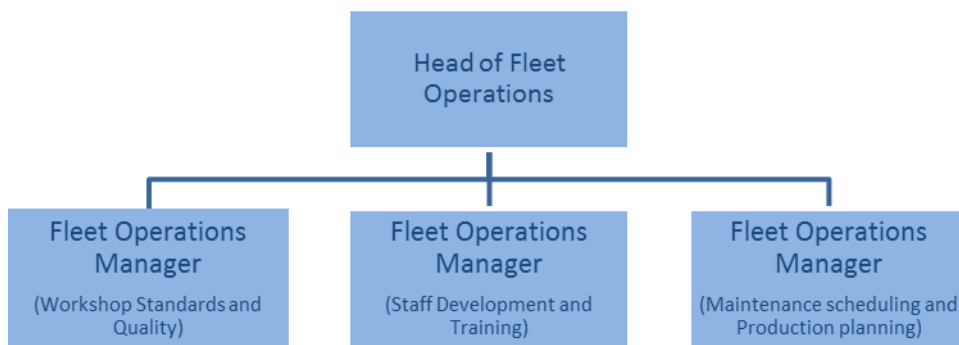 Head of Fleet
Operations
Fleet Operations
Manager
(Workshop Standards and
Quality)
Fleet Operations
Manager
(Staff Development and
Training)
Fleet Operations
Manager
(Maintenance scheduling and
Production planning)